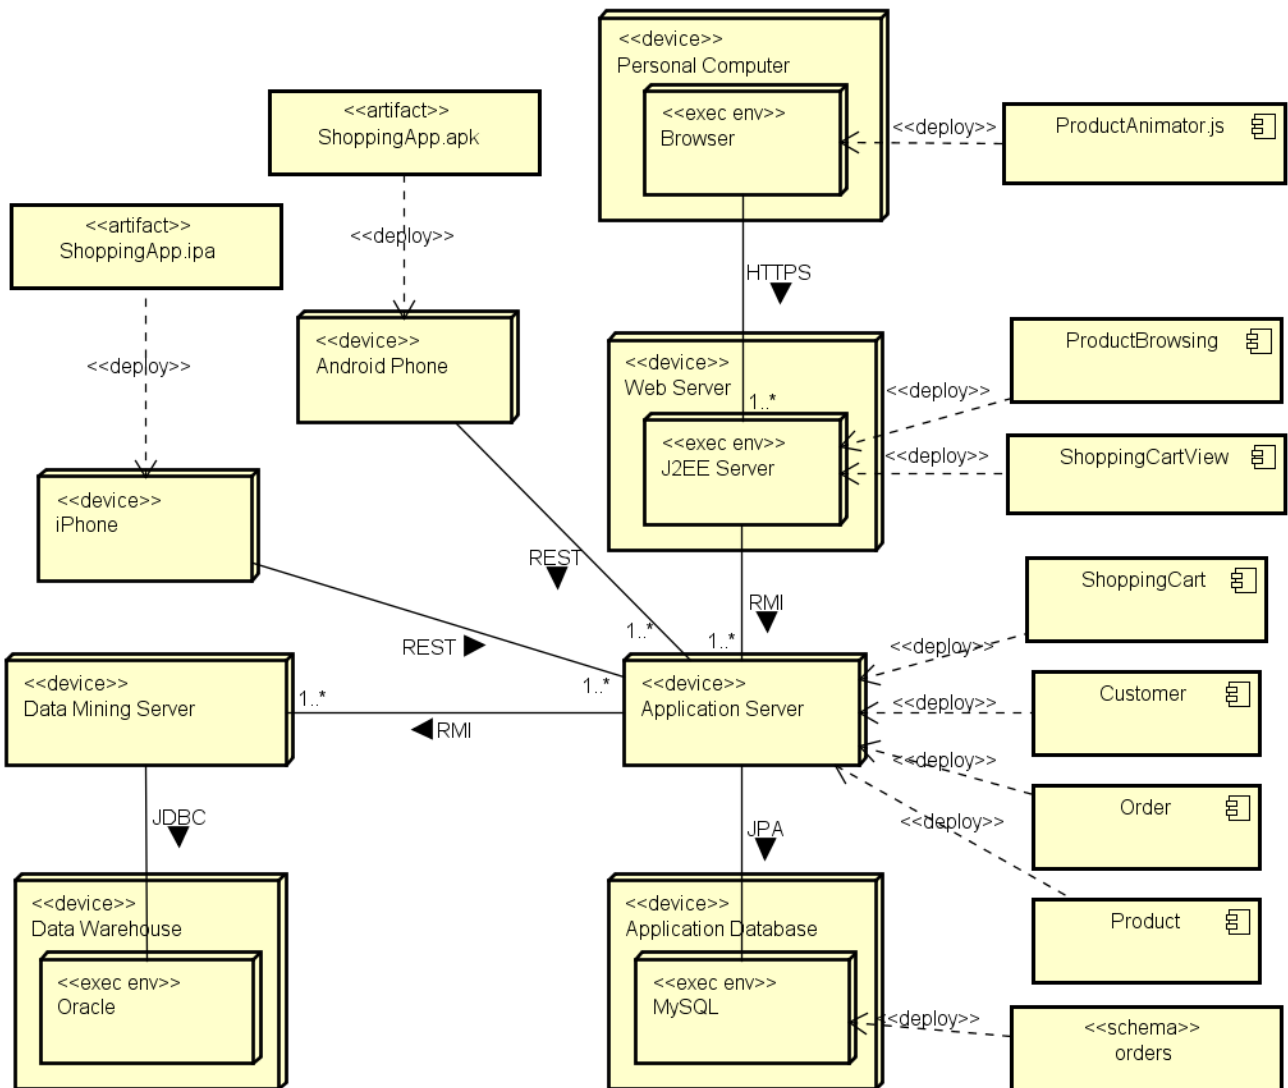 <<device>>
Personal Computer
<<exec env>>
Browser
<<deploy>>
ProductAnimator.js
<<artifact>>
ShoppingApp.apk
<<deploy>>
<<artifact>>
ShoppingApp.ipa
<<deploy>>
HTTPS
<<device>>
Android Phone
<<device>>
Web Server
1..*
<<exec env>>
J2EE Server
<<deploy>>
ProductBrowsing
<<deploy>>
ShoppingCartView
<<device>>
iPhone
REST
RMI
REST
1..*
1..*
1..*
<<device>>
Application Server
<<deploy>>
ShoppingCart
<<deploy>>
Customer
<<deploy>>
Order
<<deploy>>
Product
<<device>>
Data Mining Server
1..*
RMI
JDBC
JPA
<<device>>
Data Warehouse
<<exec env>>
Oracle
<<device>>
Application Database
<<exec env>>
MySQL
<<deploy>>
<<schema>>
orders